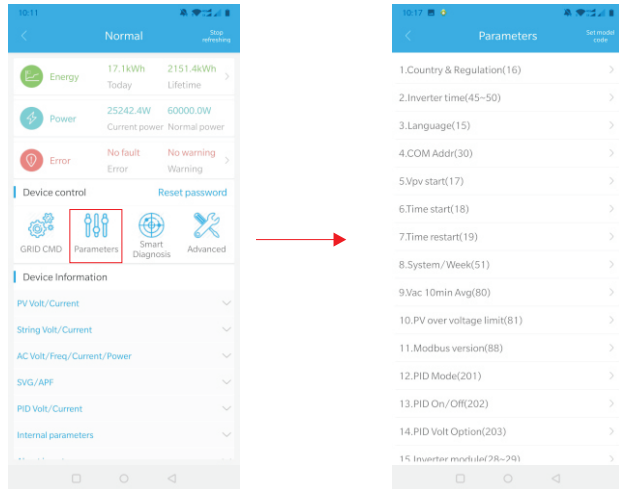 10:11
Normal
Stop
refreshing
Energy
17.1kWh
2151.4kWh
Today
Lifetime
Power
25242.4W
60000.0W
Current power
Normal power
Error
No fault
No warning
Error
Warning
Device control
Reset password
GRID CMD
Parameters
Smart
Diagnosis
Advanced
Device Information
PV Volt/Current
String Volt/Current
AC Volt/Freq/Current/Power
SVG/APF
PID Volt/Current
Internal parameters
10:17
Parameters
Set model
code
1.Country & Regulation(16)
2.Inverter time(45~50)
3.Language(15)
4.COM Addr(30)
5.Vpv start(17)
6.Time start(18)
7.Time restart(19)
8.System/Week(51)
9.Vac 10min Avg(80)
10.PV over voltage limit(81)
11.Modbus version(88)
12.PID Mode(201)
13.PID On/Off(202)
14.PID Volt Option(203)
15.Inverter module(28~29)